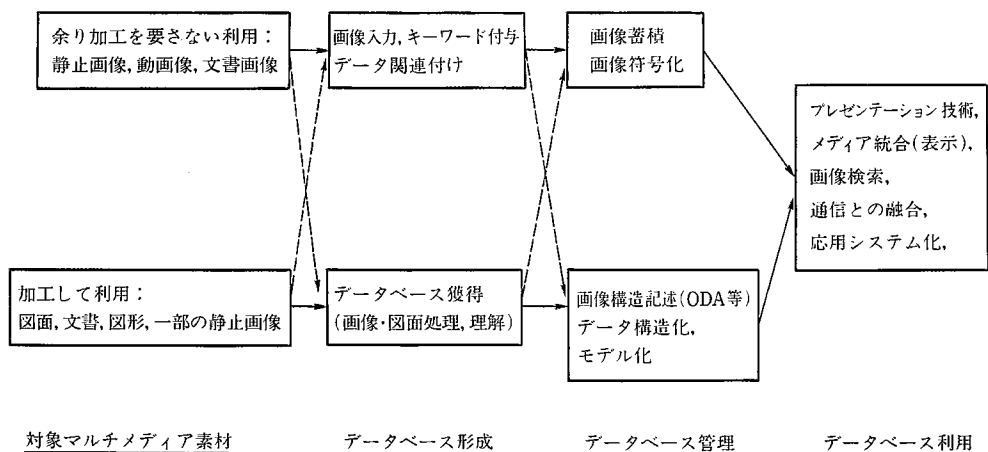 余り加工を要さない利用：
静止画像，動画像，文書画像
画像入力，キーワード付与
データ関連付け
画像蓄積
画像符号化
プレゼンテーション技術，
メディア統合（表示），
画像検索，
通信との融合，
応用システム化，
加工して利用：
図面，文書，図形，一部の静止画像
データベース獲得
（画像・図面処理，理解）
画像構造記述（ODA等）
データ構造化，
モデル化
対象マルチメディア素材
データベース形成
データベース管理
データベース利用